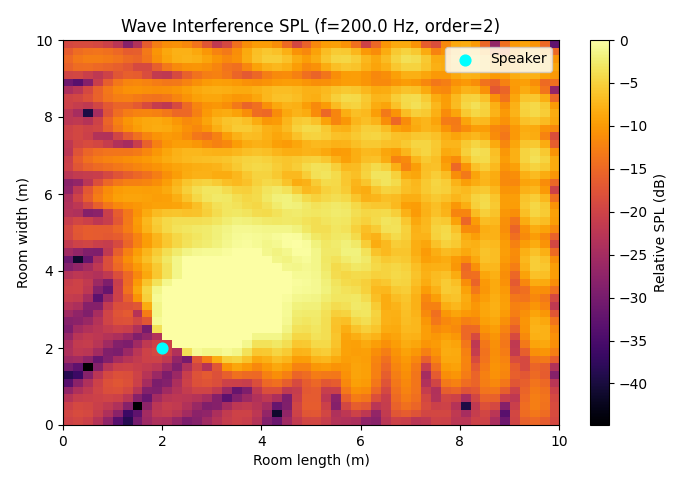 Wave Interference SPL (f=200.0 Hz, order=2)
Speaker
Room width (m)
10
8
6
4
2
0
0 2 4 6 8 10
Room length (m)
0
−5
−10
−15
−20
−25
−30
−35
−40
Relative SPL (dB)